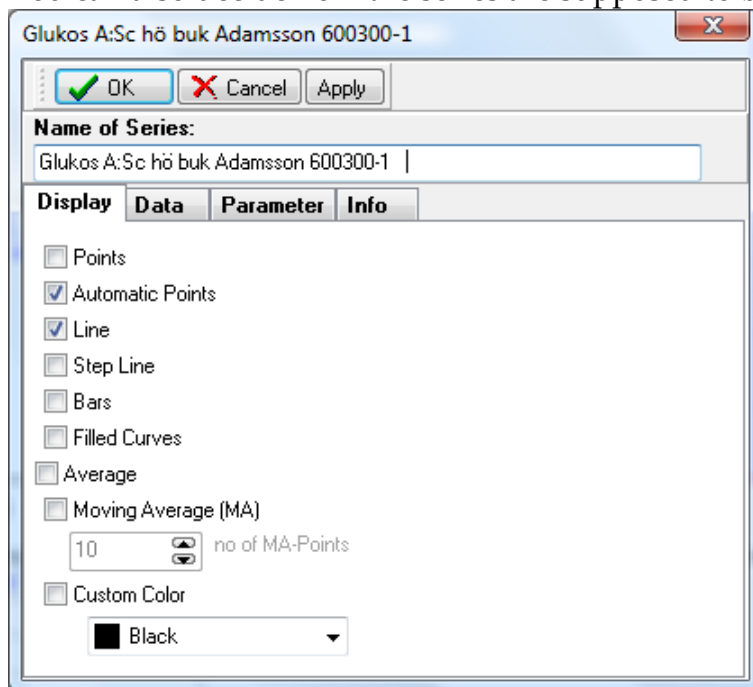 Glukos A:Sc hö buk Adamsson 600300-1
OK Cancel Apply
Name of Series:
Glukos A:Sc hö buk Adamsson 600300-1
Display Data Parameter Info
Points
Automatic Points
Line
Step Line
Bars
Filled Curves
Average
Moving Average (MA)
10 no of MA-Points
Custom Color
Black